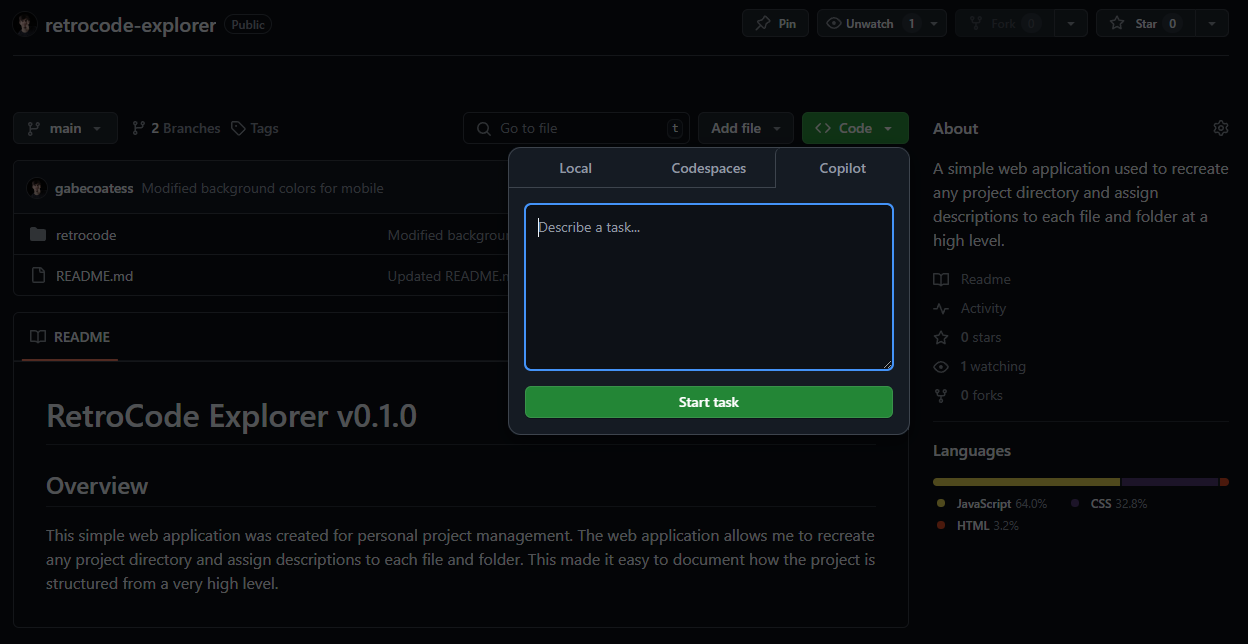 retrocode-explorer Public Pin Unwatch 1 Fork 0 Star 0
main 2 Branches Tags Go to file t Add file Code
Local Codespaces Copilot
Describe a task...
Start task
gabecoatess Modified background colors for mobile
retrocode Modified backgroun
README.md Updated README.m
README
RetroCode Explorer v0.1.0
Overview
This simple web application was created for personal project management. The web application allows me to recreate
any project directory and assign descriptions to each file and folder. This made it easy to document how the project is
structured from a very high level.
About
A simple web application used to recreate
any project directory and assign
descriptions to each file and folder at a
high level.
Readme
Activity
0 stars
1 watching
0 forks
Languages
JavaScript 64.0% CSS 32.8%
HTML 3.2%